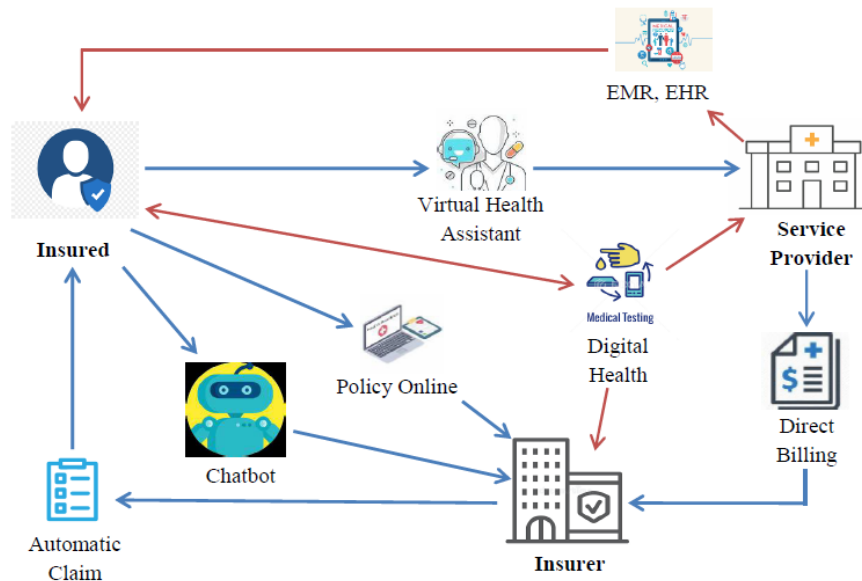 EMR, EHR
Virtual Health
Assistant
Insured
Service
Provider
Medical Testing
Digital
Health
Policy Online
Direct
Billing
Chatbot
Automatic
Claim
Insurer